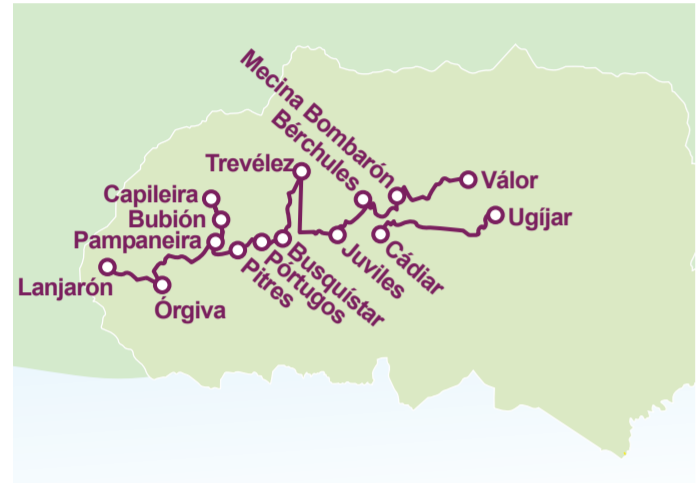 Mecina Bombarón
Bérchules
Trevélez
Válor
Capileira
Ugíjar
Bubión
Pampaneira
Cádiar
Juviles
Busquístar
Pórtugos
Pitres
Lanjarón
Órgiva